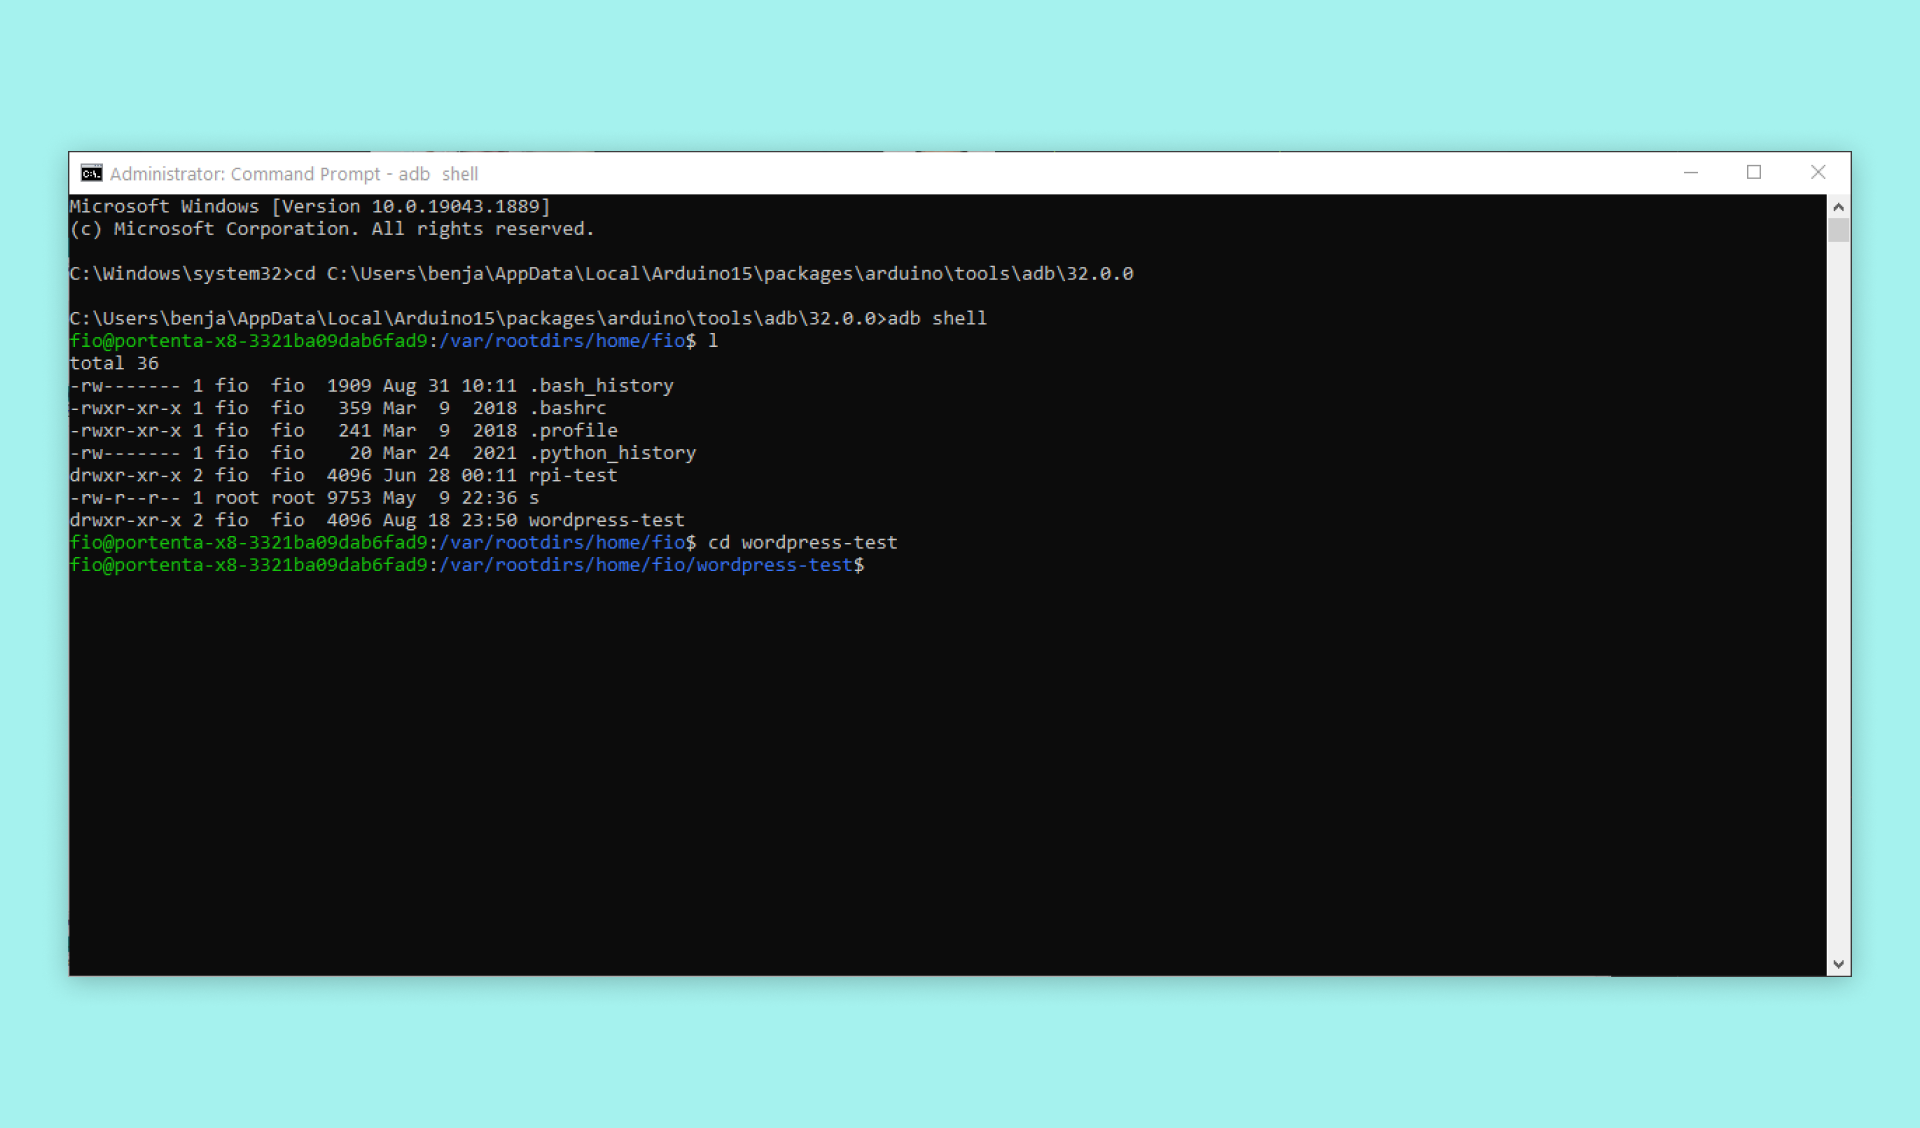 Administrator: Command Prompt - adb  shell
Microsoft Windows [Version 10.0.19043.1889]
(c) Microsoft Corporation. All rights reserved.
C:\Windows\system32>cd C:\Users\benja\AppData\Local\Arduino15\packages\arduino\tools\adb\32.0.0
C:\Users\benja\AppData\Local\Arduino15\packages\arduino\tools\adb\32.0.0>adb shell
fio@portenta-x8-3321ba09dab6fad9:/var/rootdirs/home/fio$ l
total 36
-rw------- 1 fio  fio  1909 Aug 31 10:11 .bash_history
-rwxr-xr-x 1 fio  fio   359 Mar  9  2018 .bashrc
-rwxr-xr-x 1 fio  fio   241 Mar  9  2018 .profile
-rw------- 1 fio  fio    20 Mar 24  2021 .python_history
drwxr-xr-x 2 fio  fio  4096 Jun 28 00:11 rpi-test
-rw-r--r-- 1 root root 9753 May  9 22:36 s
drwxr-xr-x 2 fio  fio  4096 Aug 18 23:50 wordpress-test
fio@portenta-x8-3321ba09dab6fad9:/var/rootdirs/home/fio$ cd wordpress-test
fio@portenta-x8-3321ba09dab6fad9:/var/rootdirs/home/fio/wordpress-test$